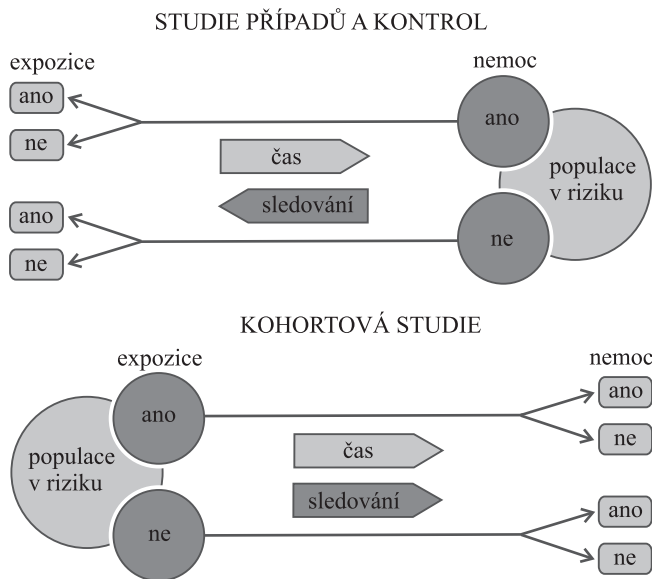 STUDIE PŘÍPADŮ A KONTROL
expozice
nemoc
ano
ne
ano
ne
ano
ne
čas
sledování
populace
v riziku
KOHORTOVÁ STUDIE
expozice
nemoc
ano
ne
populace
v riziku
čas
sledování
ano
ne
ano
ne